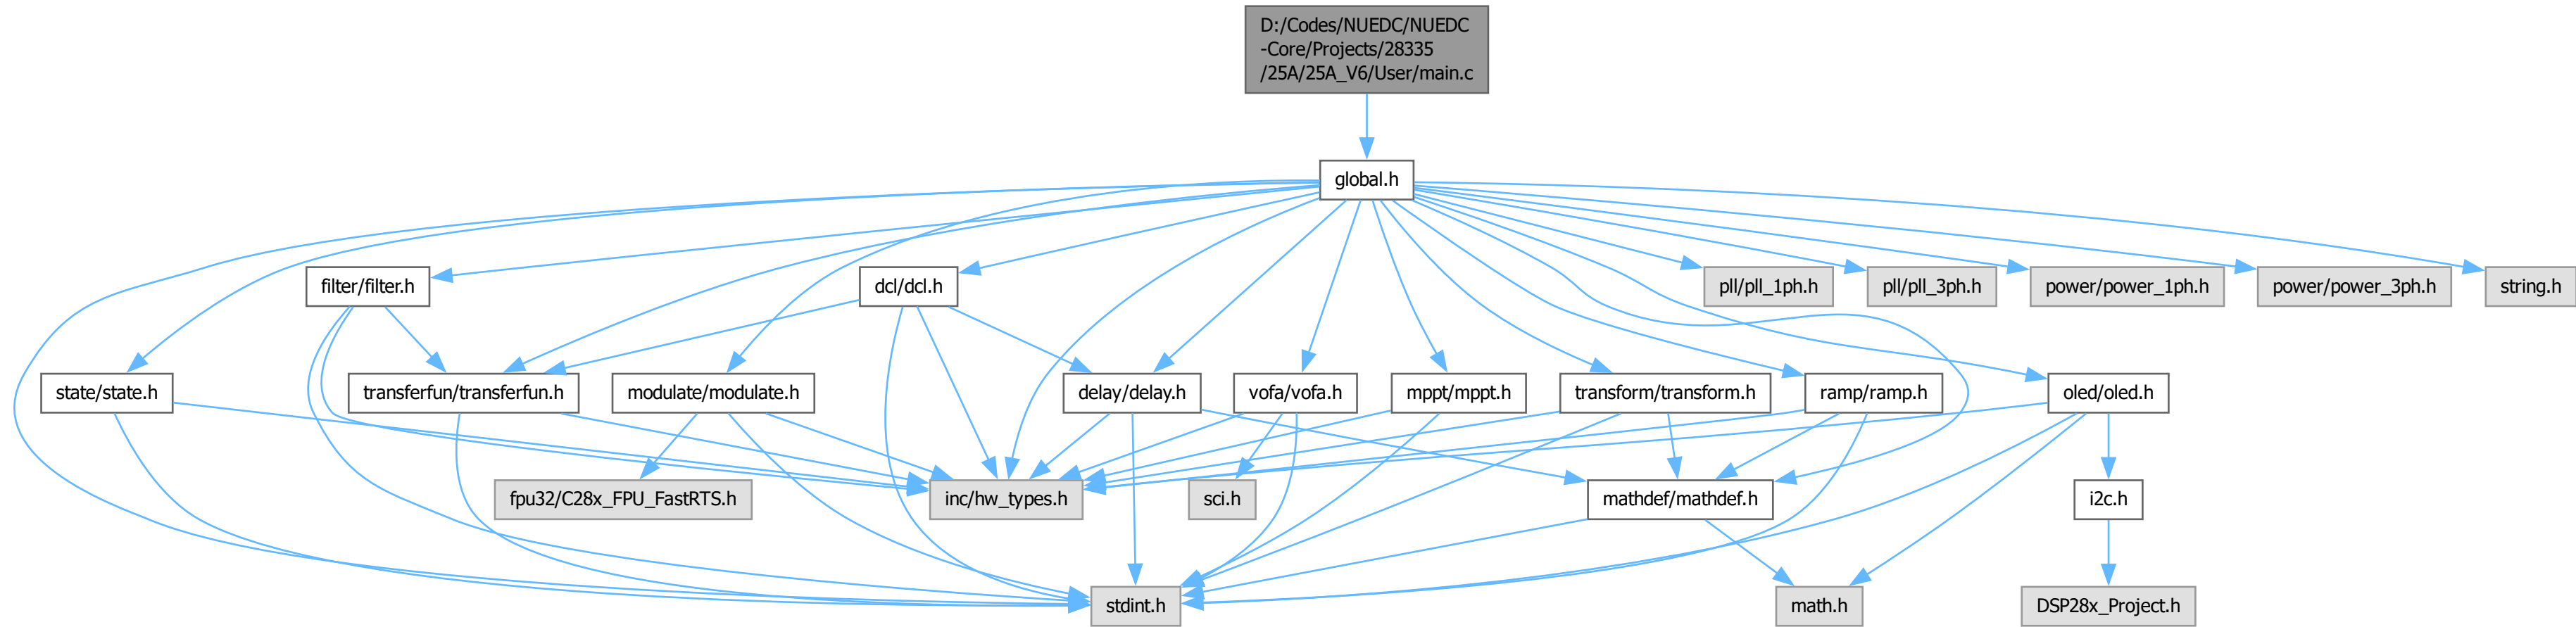 D:/Codes/NUEDC/NUEDC
-Core/Projects/28335
/25A/25A_V6/User/main.c
global.h
filter/filter.h
dcl/dcl.h
pll/pll_1ph.h
pll/pll_3ph.h
power/power_1ph.h
power/power_3ph.h
string.h
state/state.h
transferfun/transferfun.h
modulate/modulate.h
delay/delay.h
vofa/vofa.h
mppt/mppt.h
transform/transform.h
ramp/ramp.h
oled/oled.h
fpu32/C28x_FPU_FastRTS.h
inc/hw_types.h
sci.h
mathdef/mathdef.h
i2c.h
stdint.h
math.h
DSP28x_Project.h